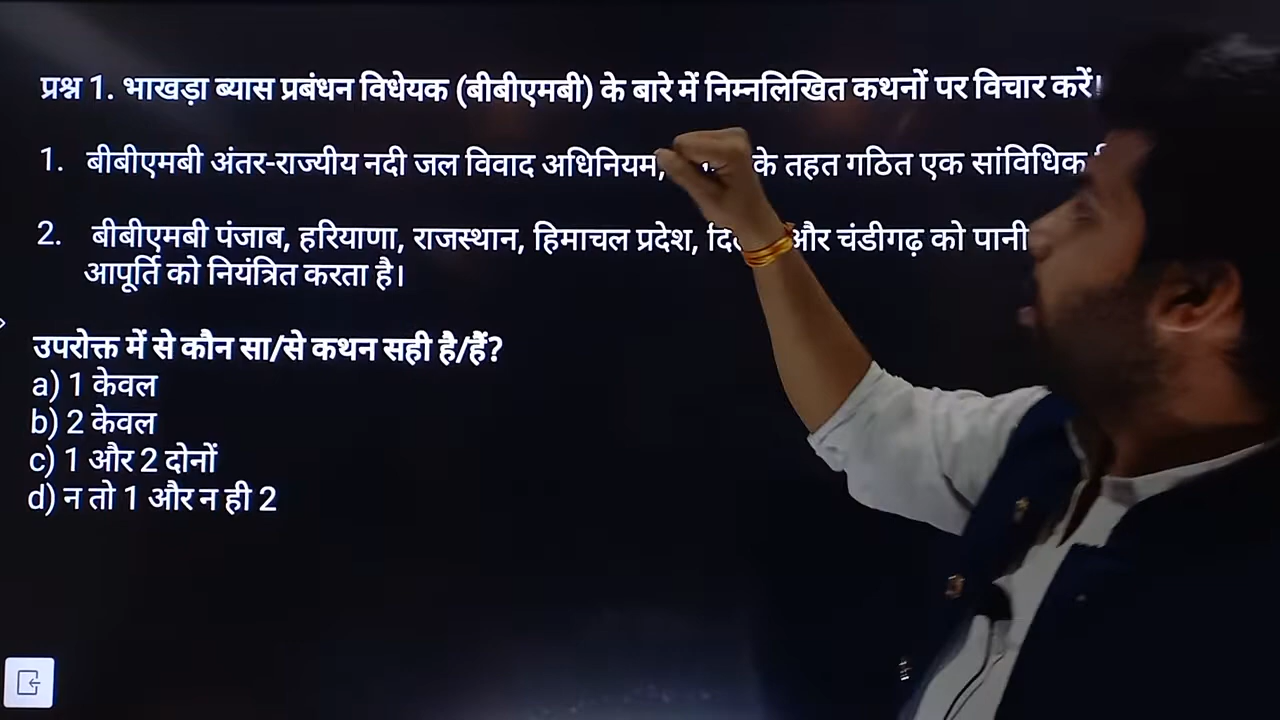 प्रश्न 1. भाखड़ा ब्यास प्रबंधन विधेयक (बीबीएमबी) के बारे में निम्नलिखित कथनों पर विचार करें।
1. बीबीएमबी अंतर-राज्यीय नदी जल विवाद अधिनियम, के तहत गठित एक सांविधिक
2. बीबीएमबी पंजाब, हरियाणा, राजस्थान, हिमाचल प्रदेश, और चंडीगढ़ को पानी
आपूर्ति को नियंत्रित करता है।
उपरोक्त में से कौन सा/से कथन सही है/हैं?
a) 1 केवल
b) 2 केवल
c) 1 और 2 दोनों
d) न तो 1 और न ही 2